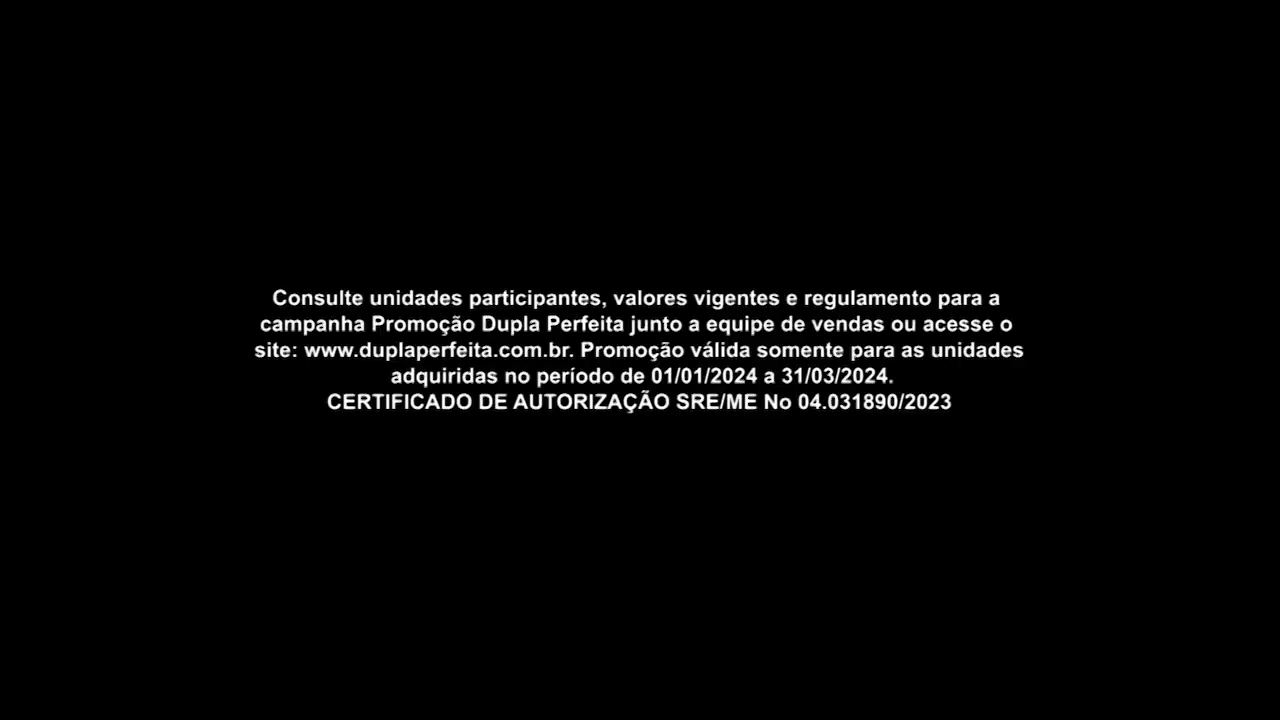 Consulte unidades participantes, valores vigentes e regulamento para a
campanha Promoção Dupla Perfeita junto a equipe de vendas ou acesse o
site: www.duplaperfeita.com.br. Promoção válida somente para as unidades
adquiridas no período de 01/01/2024 a 31/03/2024.
CERTIFICADO DE AUTORIZAÇÃO SRE/ME No 04.031890/2023